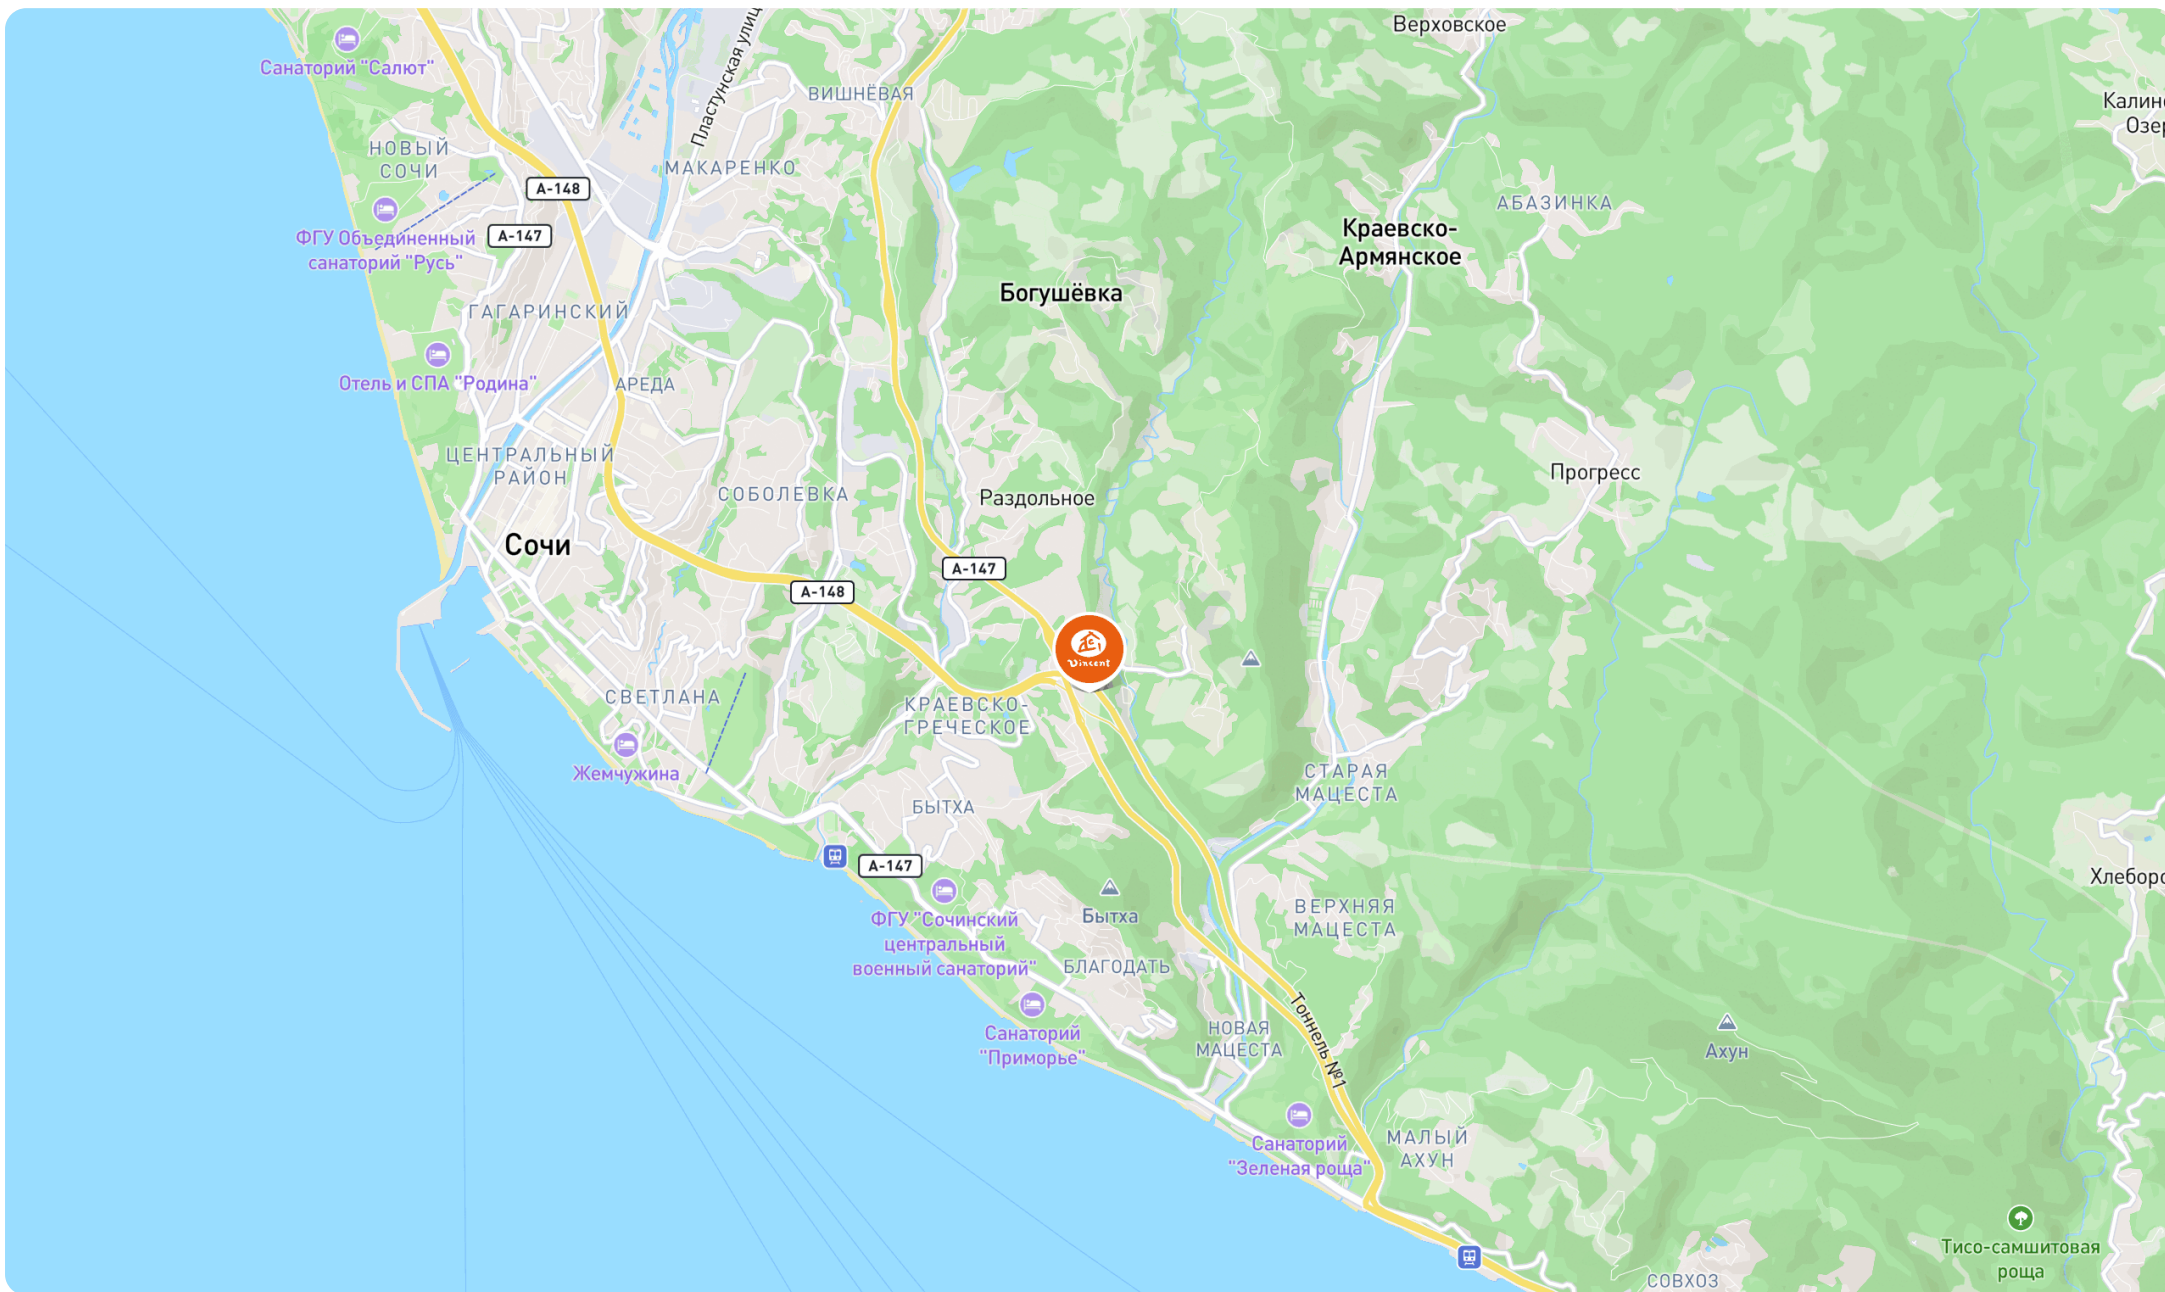 Верховское
Санаторий "Салют"
Пластунская улиц
ВИШНЁВАЯ
Калин
Озер
НОВЫЙ
СОЧИ
МАКАРЕНКО
А-148
АБАЗИНКА
А-147
ФГУ Объединенный
санаторий "Русь"
Краевско-
Армянское
Богушёвка
ГАГАРИНСКИЙ
Отель и СПА "Родина"
АРЕДА
ЦЕНТРАЛЬНЫЙ
РАЙОН
Прогресс
СОБОЛЕВКА
Раздольное
Сочи
А-147
А-148
Vincent
СВЕТЛАНА
КРАЕВСКО-
ГРЕЧЕСКОЕ
Жемчужина
СТАРАЯ
МАЦЕСТА
БЫТХА
А-147
Хлеборо
ФГУ "Сочинский
центральный
военный санаторий"
Бытха
ВЕРХНЯЯ
МАЦЕСТА
БЛАГОДАТЬ
Тоннель №1
Санаторий
"Приморье"
НОВАЯ
МАЦЕСТА
Ахун
Санаторий
"Зеленая роща"
МАЛЫЙ
АХУН
Тисо-самшитовая
роща
СОВХОЗ